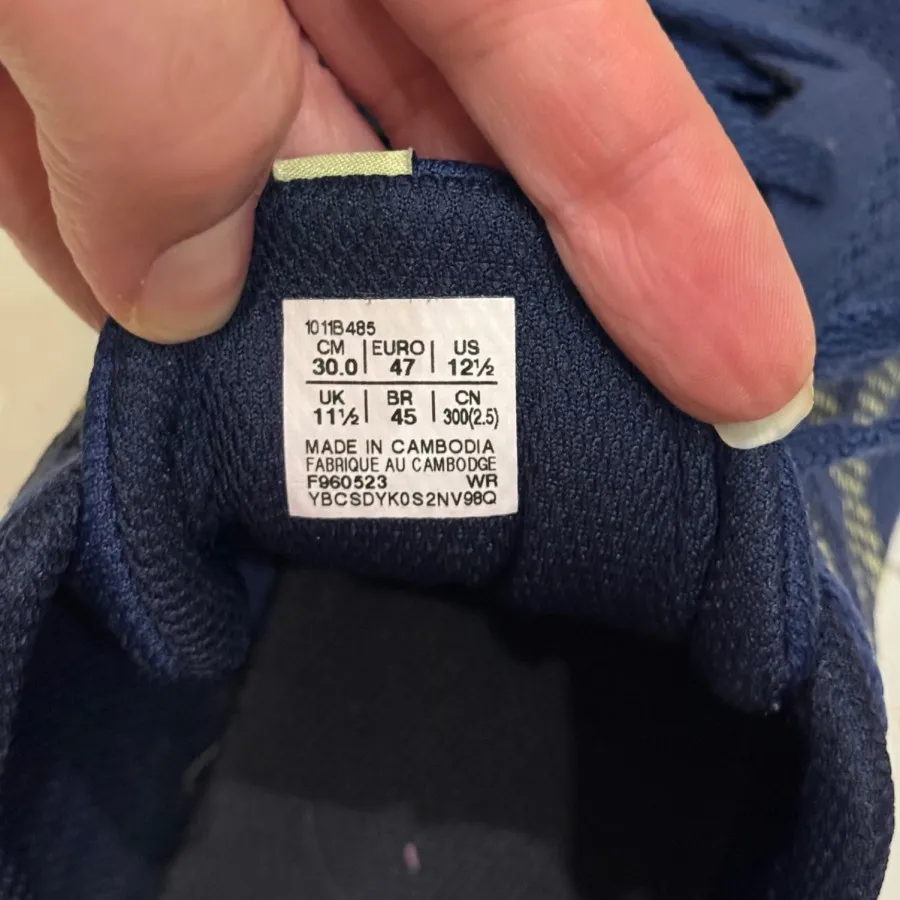 1011B485
CM EURO US
30.0 47 12½
UK BR CN
11½ 45 300(2.5)
MADE IN CAMBODIA
FABRIQUE AU CAMBODGE
F960523 WR
YBCSDYK0S2NV98Q